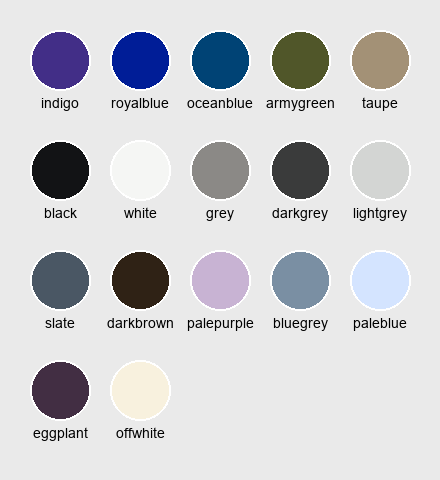 indigo royalblue oceanblue armygreen taupe
black white grey darkgrey lightgrey
slate darkbrown palepurple bluegrey paleblue
eggplant offwhite